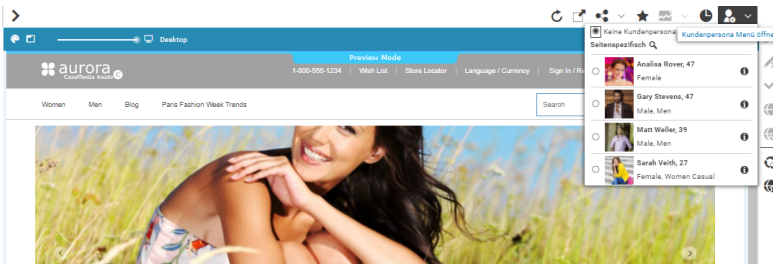 Keine Kundenpersona
Kundenpersona Menü öffne
Desktop
Seitenspezifisch
Preview Mode
aurora
CoreMedia inside
1-800-555-1234 Wish List Store Locator Language / Currency Sign In / R
Analisa Rover, 47
Female
Women Men Blog Paris Fashion Week Trends
Search
Gary Stevens, 47
Male, Men
Matt Weller, 39
Male, Men
Sarah Veith, 27
Female, Women Casual